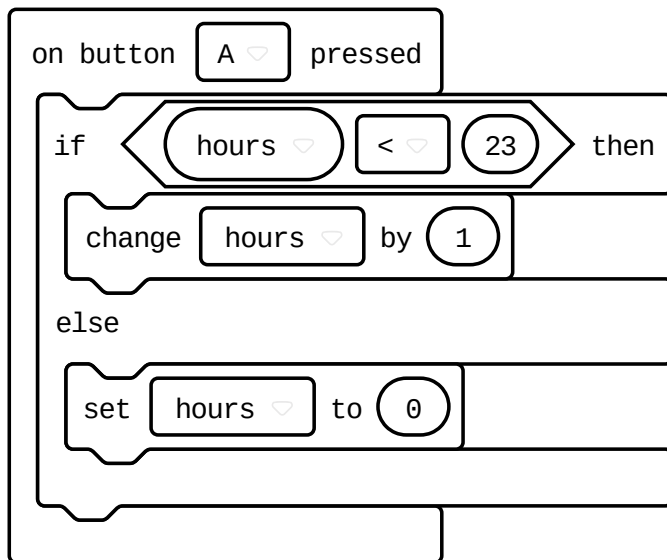 on button A pressed
if hours < 23 then
change hours by 1
else
set hours to 0